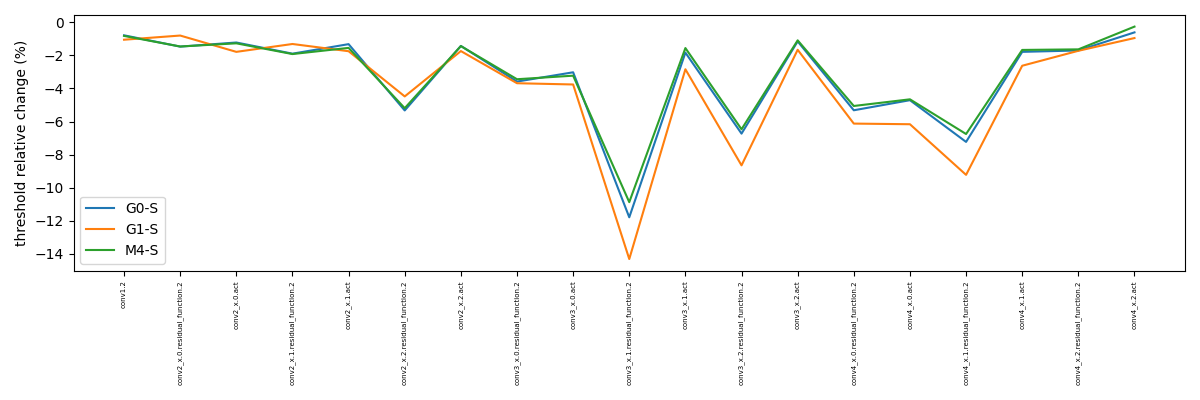 threshold relative change (%)
0
−2
−4
−6
−8
−10
−12
−14
G0-S
G1-S
M4-S
conv1.2
conv2_x.0.residual_function.2
conv2_x.0.act
conv2_x.1.residual_function.2
conv2_x.1.act
conv2_x.2.residual_function.2
conv2_x.2.act
conv3_x.0.residual_function.2
conv3_x.0.act
conv3_x.1.residual_function.2
conv3_x.1.act
conv3_x.2.residual_function.2
conv3_x.2.act
conv4_x.0.residual_function.2
conv4_x.0.act
conv4_x.1.residual_function.2
conv4_x.1.act
conv4_x.2.residual_function.2
conv4_x.2.act